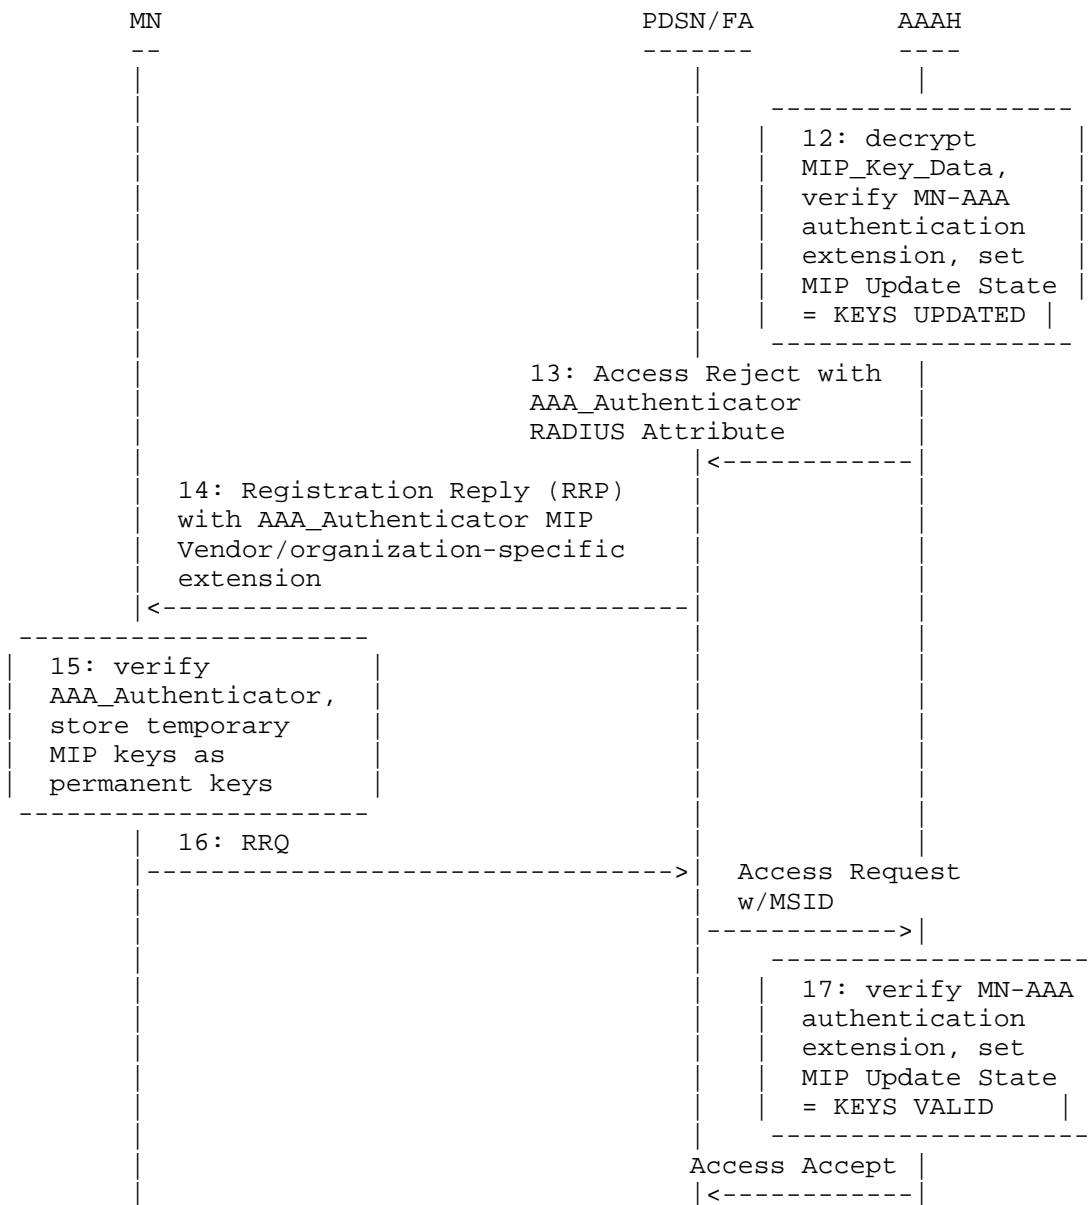 MN PDSN/FA AAAH
-- ------- ----
12: decrypt
MIP_Key_Data,
verify MN-AAA
authentication
extension, set
MIP Update State
= KEYS UPDATED
13: Access Reject with
AAA_Authenticator
RADIUS Attribute
14: Registration Reply (RRP)
with AAA_Authenticator MIP
Vendor/organization-specific
extension
15: verify
AAA_Authenticator,
store temporary
MIP keys as
permanent keys
16: RRQ
Access Request
w/MSID
17: verify MN-AAA
authentication
extension, set
MIP Update State
= KEYS VALID
Access Accept